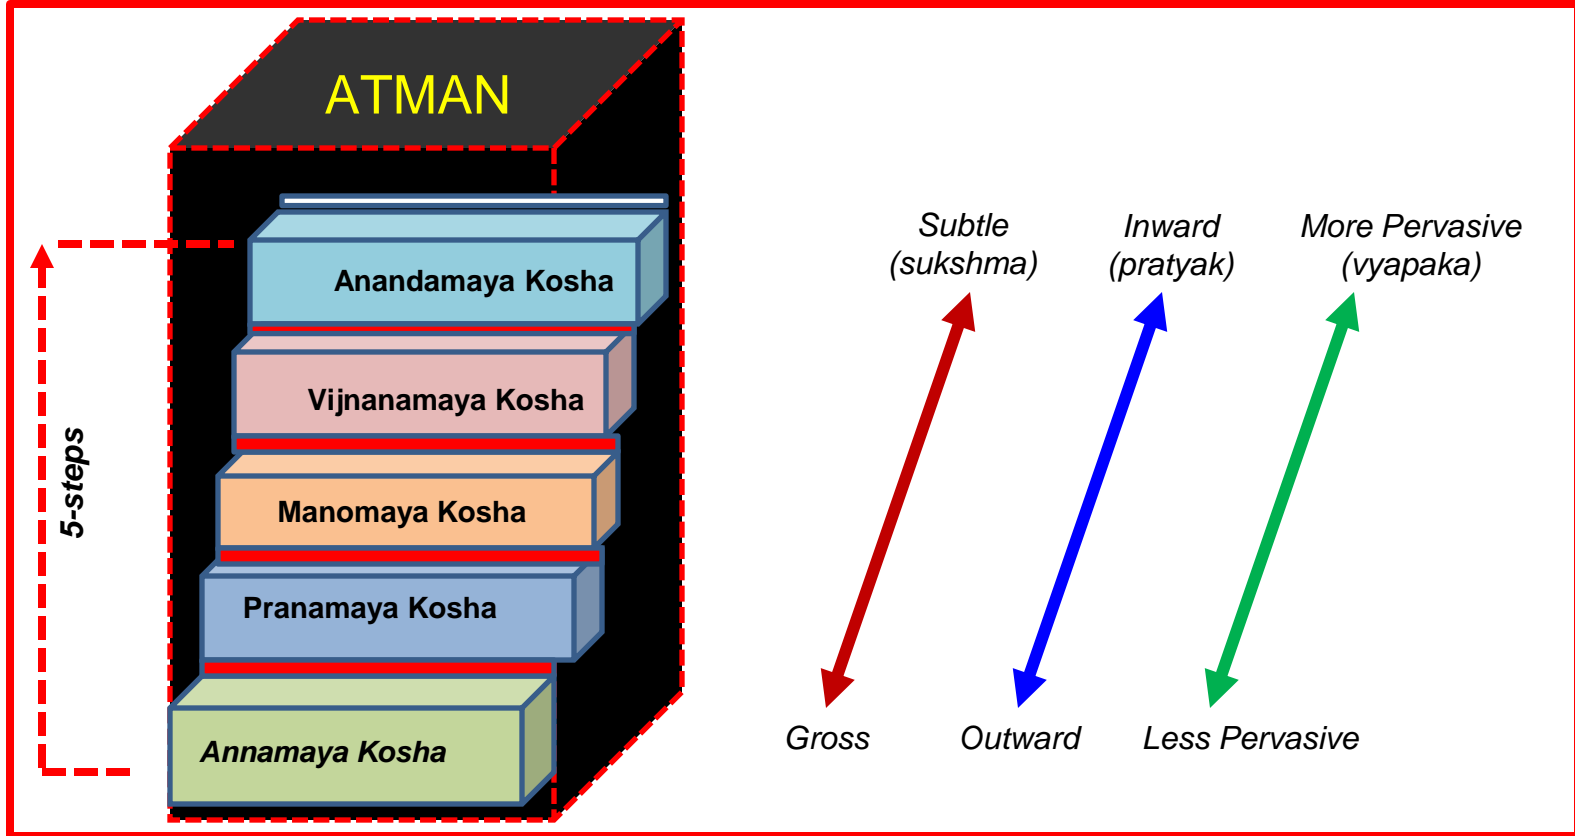 ATMAN
Anandamaya Kosha
Vijnanamaya Kosha
Manomaya Kosha
Pranamaya Kosha
Annamaya Kosha
5-steps
Subtle
(sukshma)
Inward
(pratyak)
More Pervasive
(vyapaka)
Gross
Outward
Less Pervasive